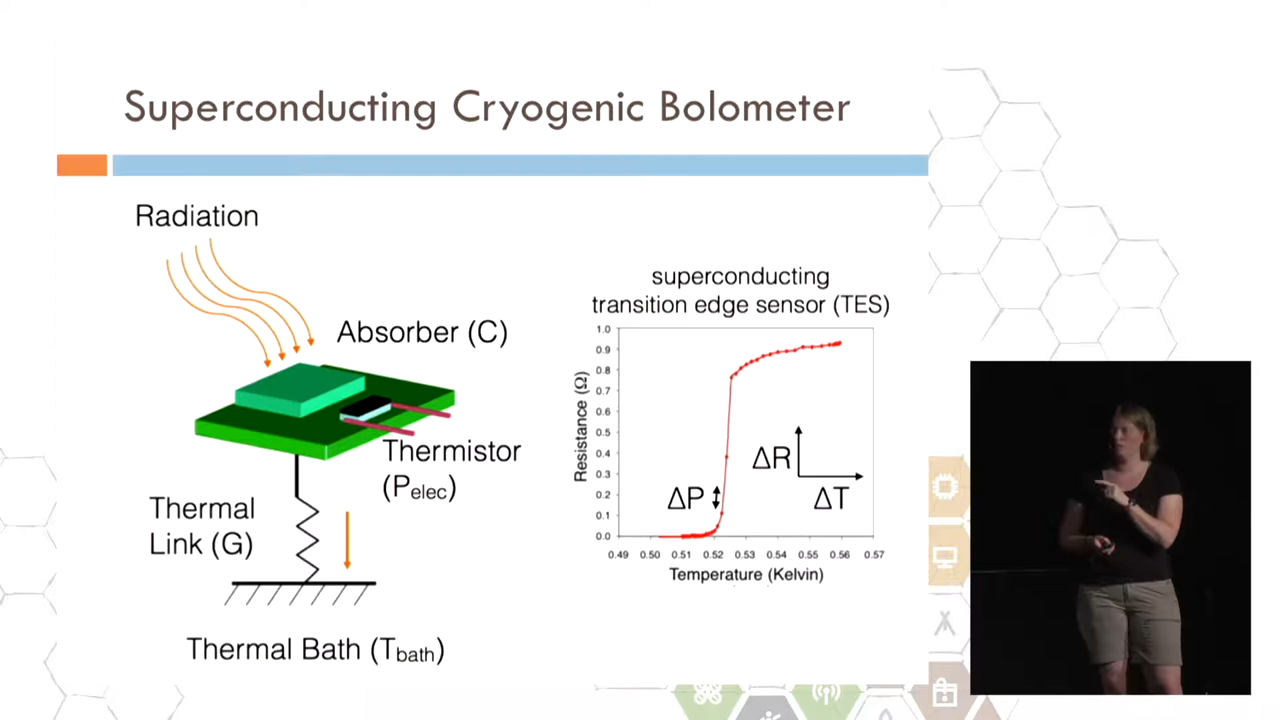 Superconducting Cryogenic Bolometer
Radiation
Absorber (C)
Thermistor
(Pelec)
Thermal
Link (G)
Thermal Bath (Tbath)
superconducting
transition edge sensor (TES)
Resistance (Ω)
1.0
0.9
0.8
0.7
0.6
0.5
0.4
0.3
0.2
0.1
0.0
ΔR
ΔT
ΔP
0.49 0.50 0.51 0.52 0.53 0.54 0.55 0.56 0.57
Temperature (Kelvin)